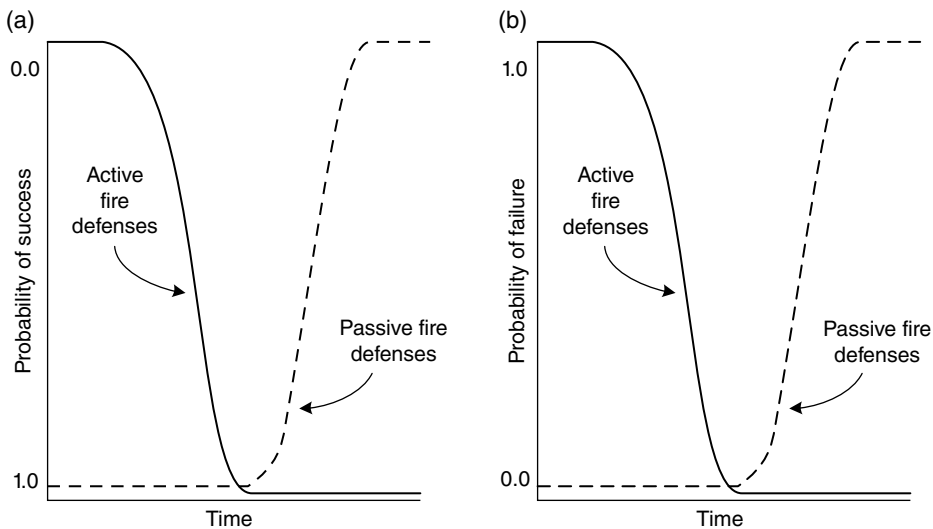 (a)
0.0
Probability of success
1.0
Active
fire
defenses
Passive fire
defenses
Time
(b)
1.0
Probability of failure
0.0
Active
fire
defenses
Passive fire
defenses
Time